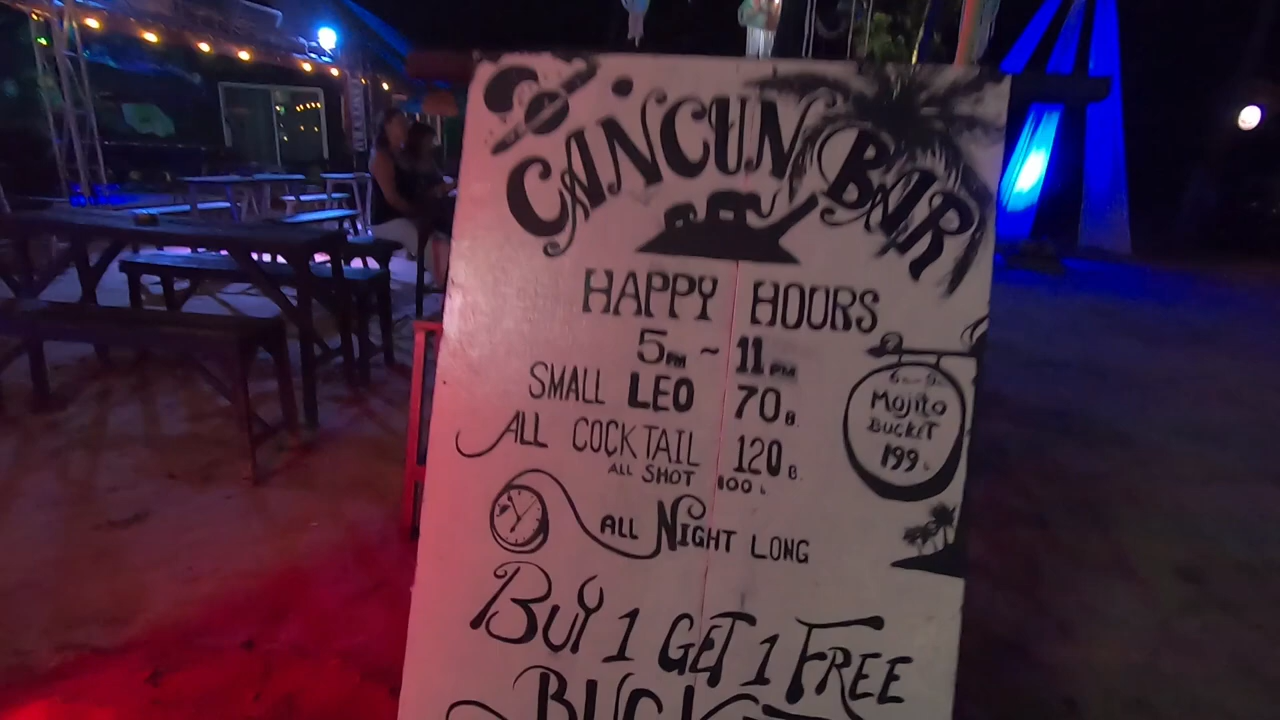 CANCUN BAR
HAPPY HOURS
5PM ~ 11PM
SMALL LEO 70B.
ALL COCKTAIL 120B.
ALL SHOT 100
Mojito
BUCKET
199
ALL NIGHT LONG
BUY 1 GET 1 FREE